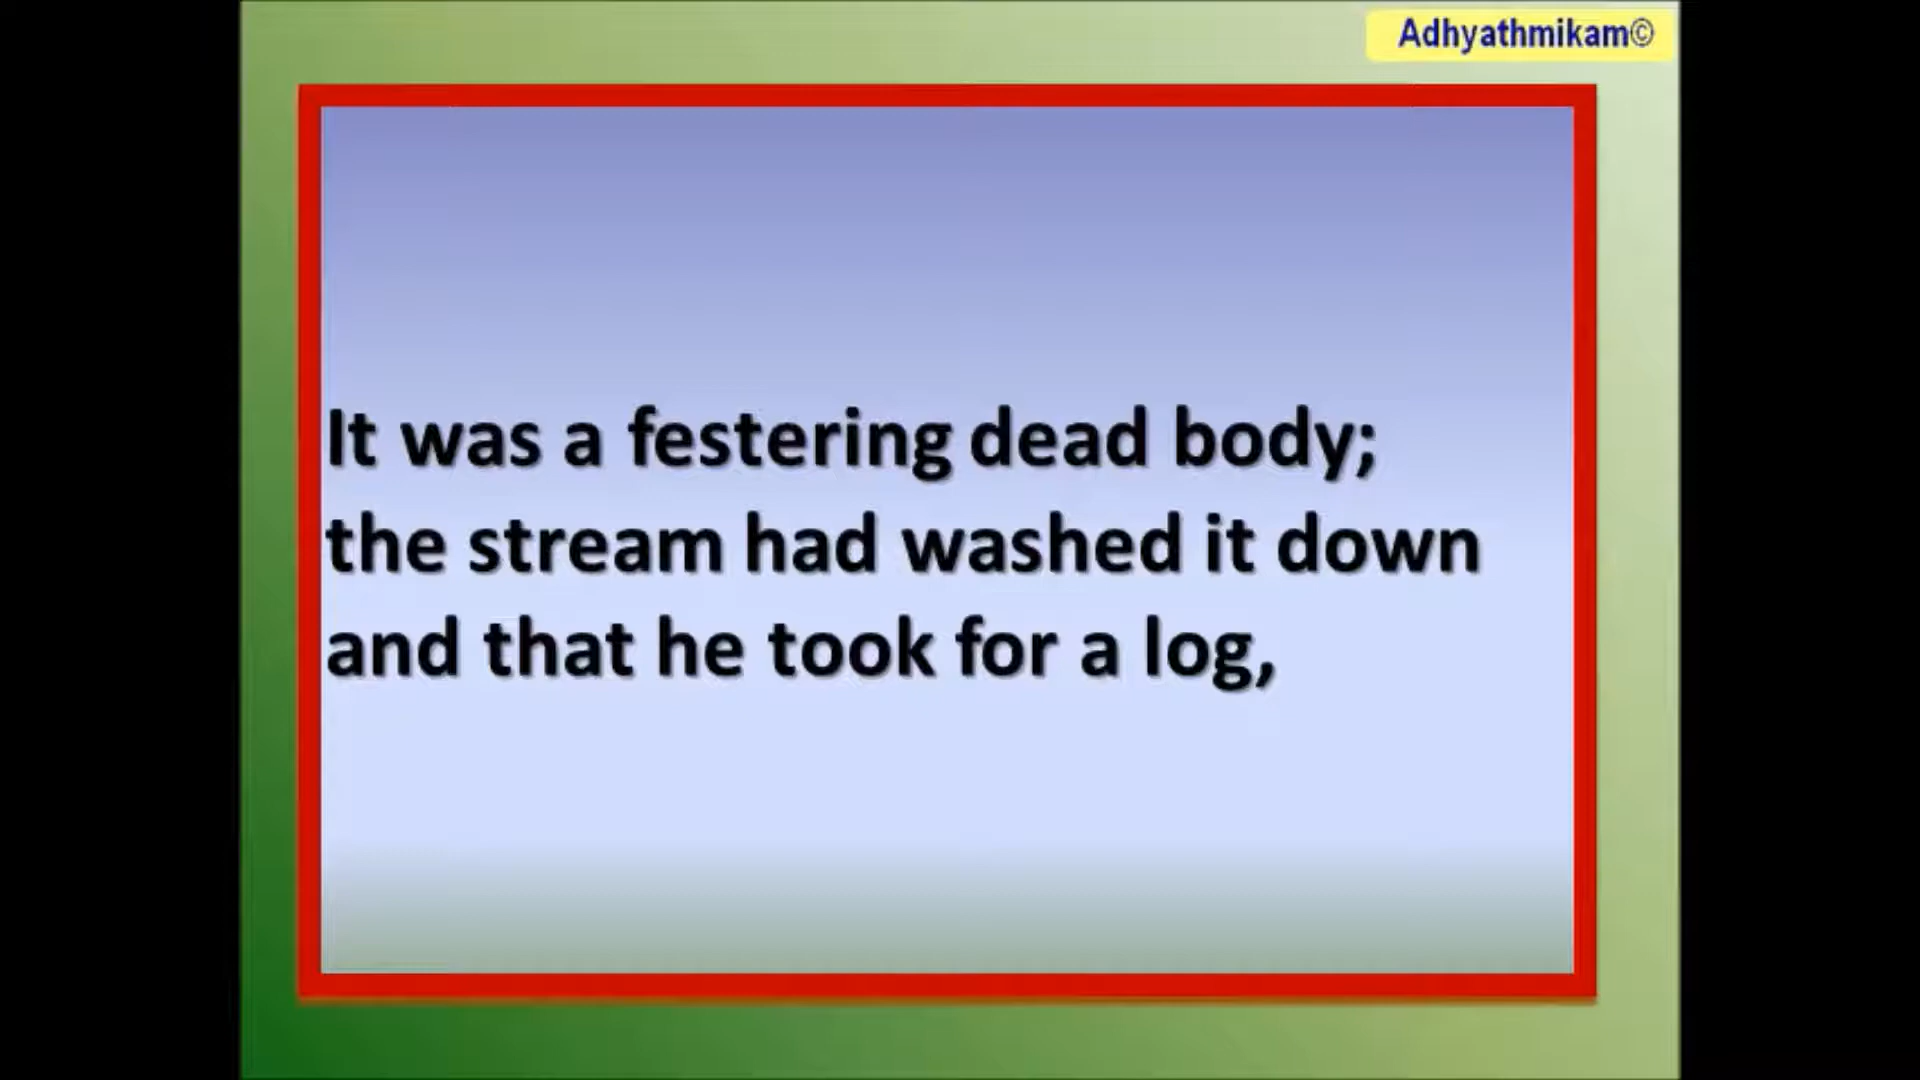 Adhyathmikam©
It was a festering dead body;
the stream had washed it down
and that he took for a log,